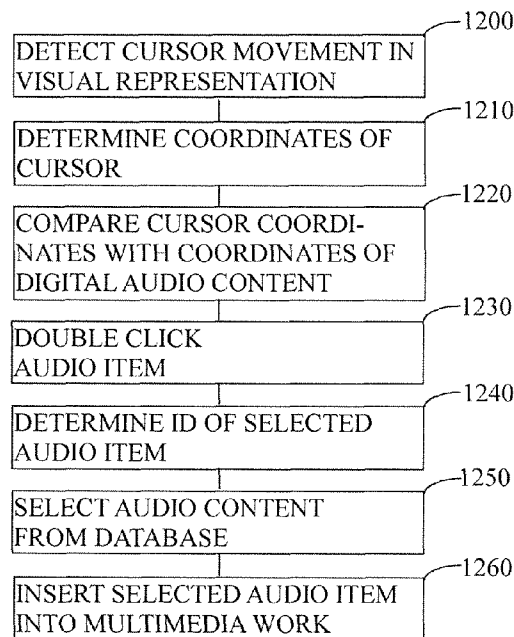 1200
DETECT CURSOR MOVEMENT IN
VISUAL REPRESENTATION
1210
DETERMINE COORDINATES OF
CURSOR
1220
COMPARE CURSOR COORDI-
NATES WITH COORDINATES OF
DIGITAL AUDIO CONTENT
1230
DOUBLE CLICK
AUDIO ITEM
1240
DETERMINE ID OF SELECTED
AUDIO ITEM
1250
SELECT AUDIO CONTENT
FROM DATABASE
1260
INSERT SELECTED AUDIO ITEM
INTO MULTIMEDIA WORK